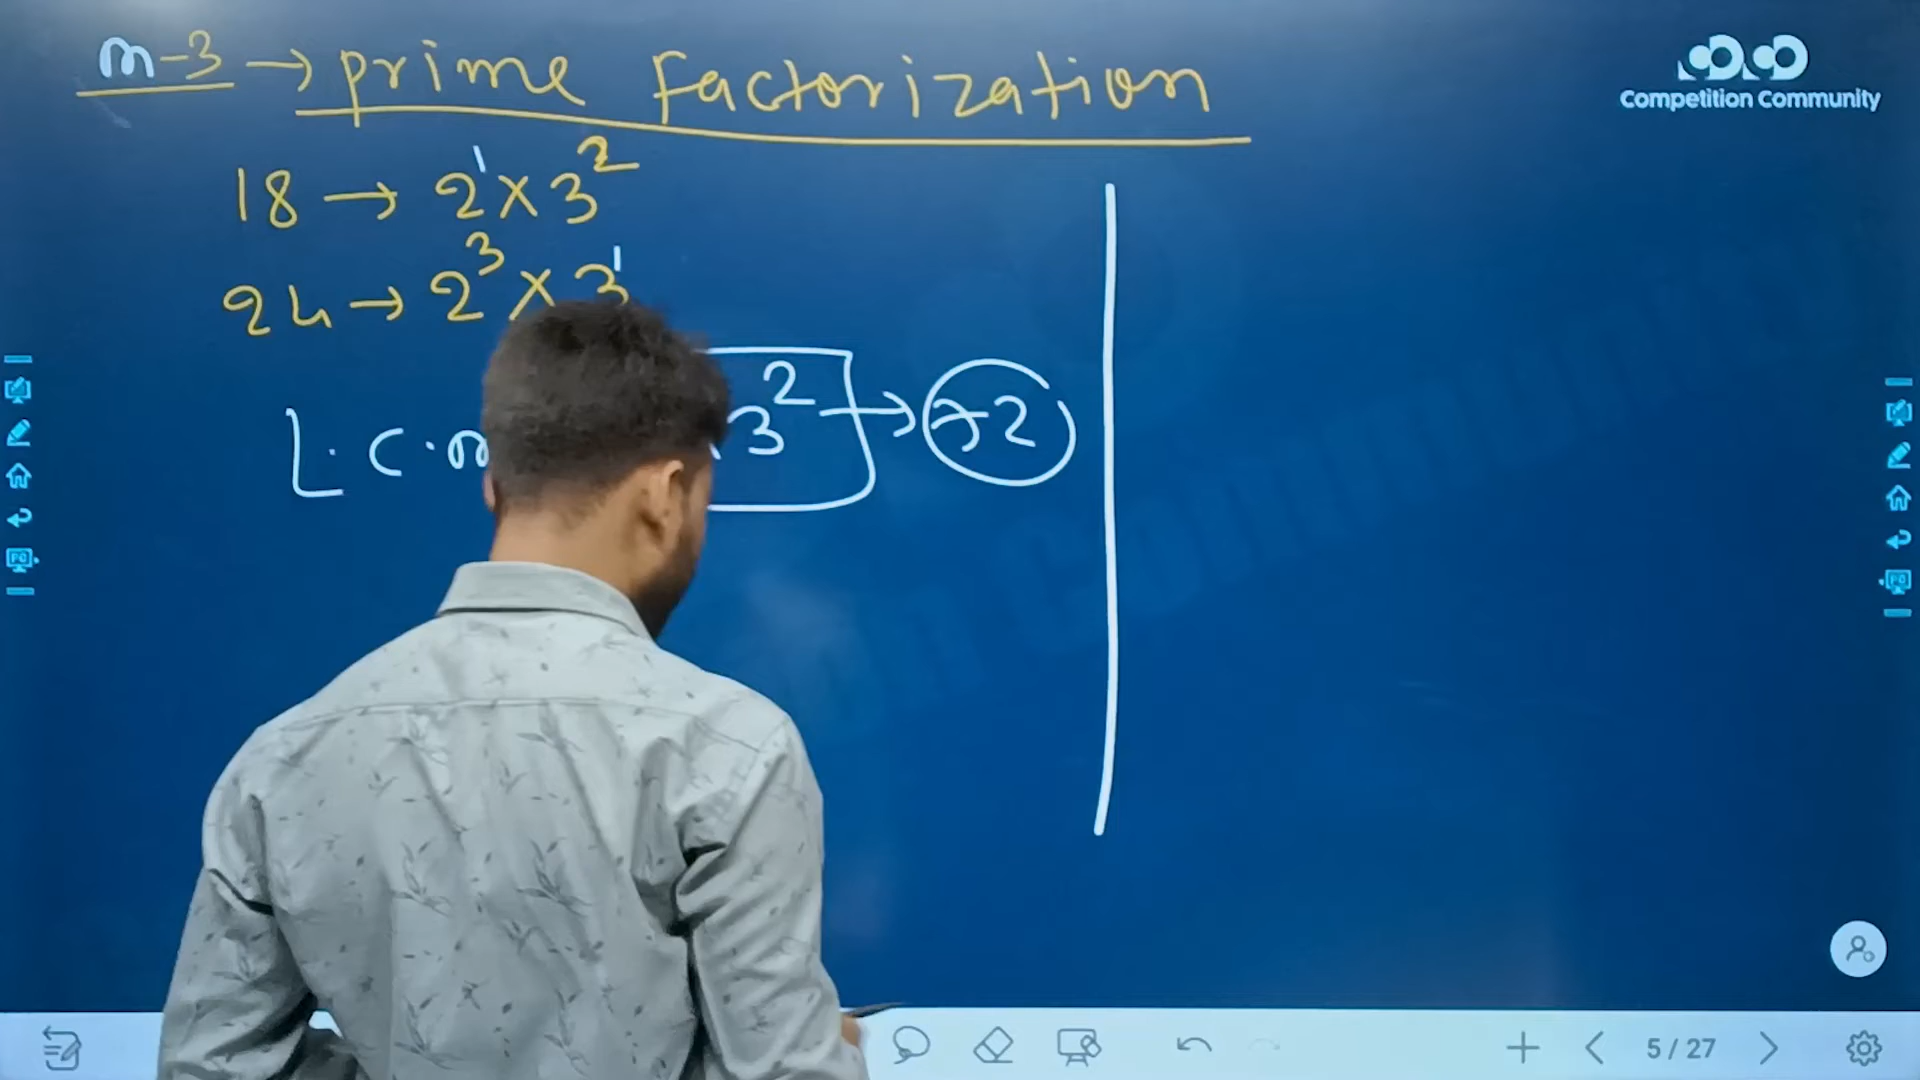 m-3 → prime Factorization
Competition Community
18 → 2¹ × 3²
24 → 2³ × 3¹
L.C.M 3² → 72
5 / 27